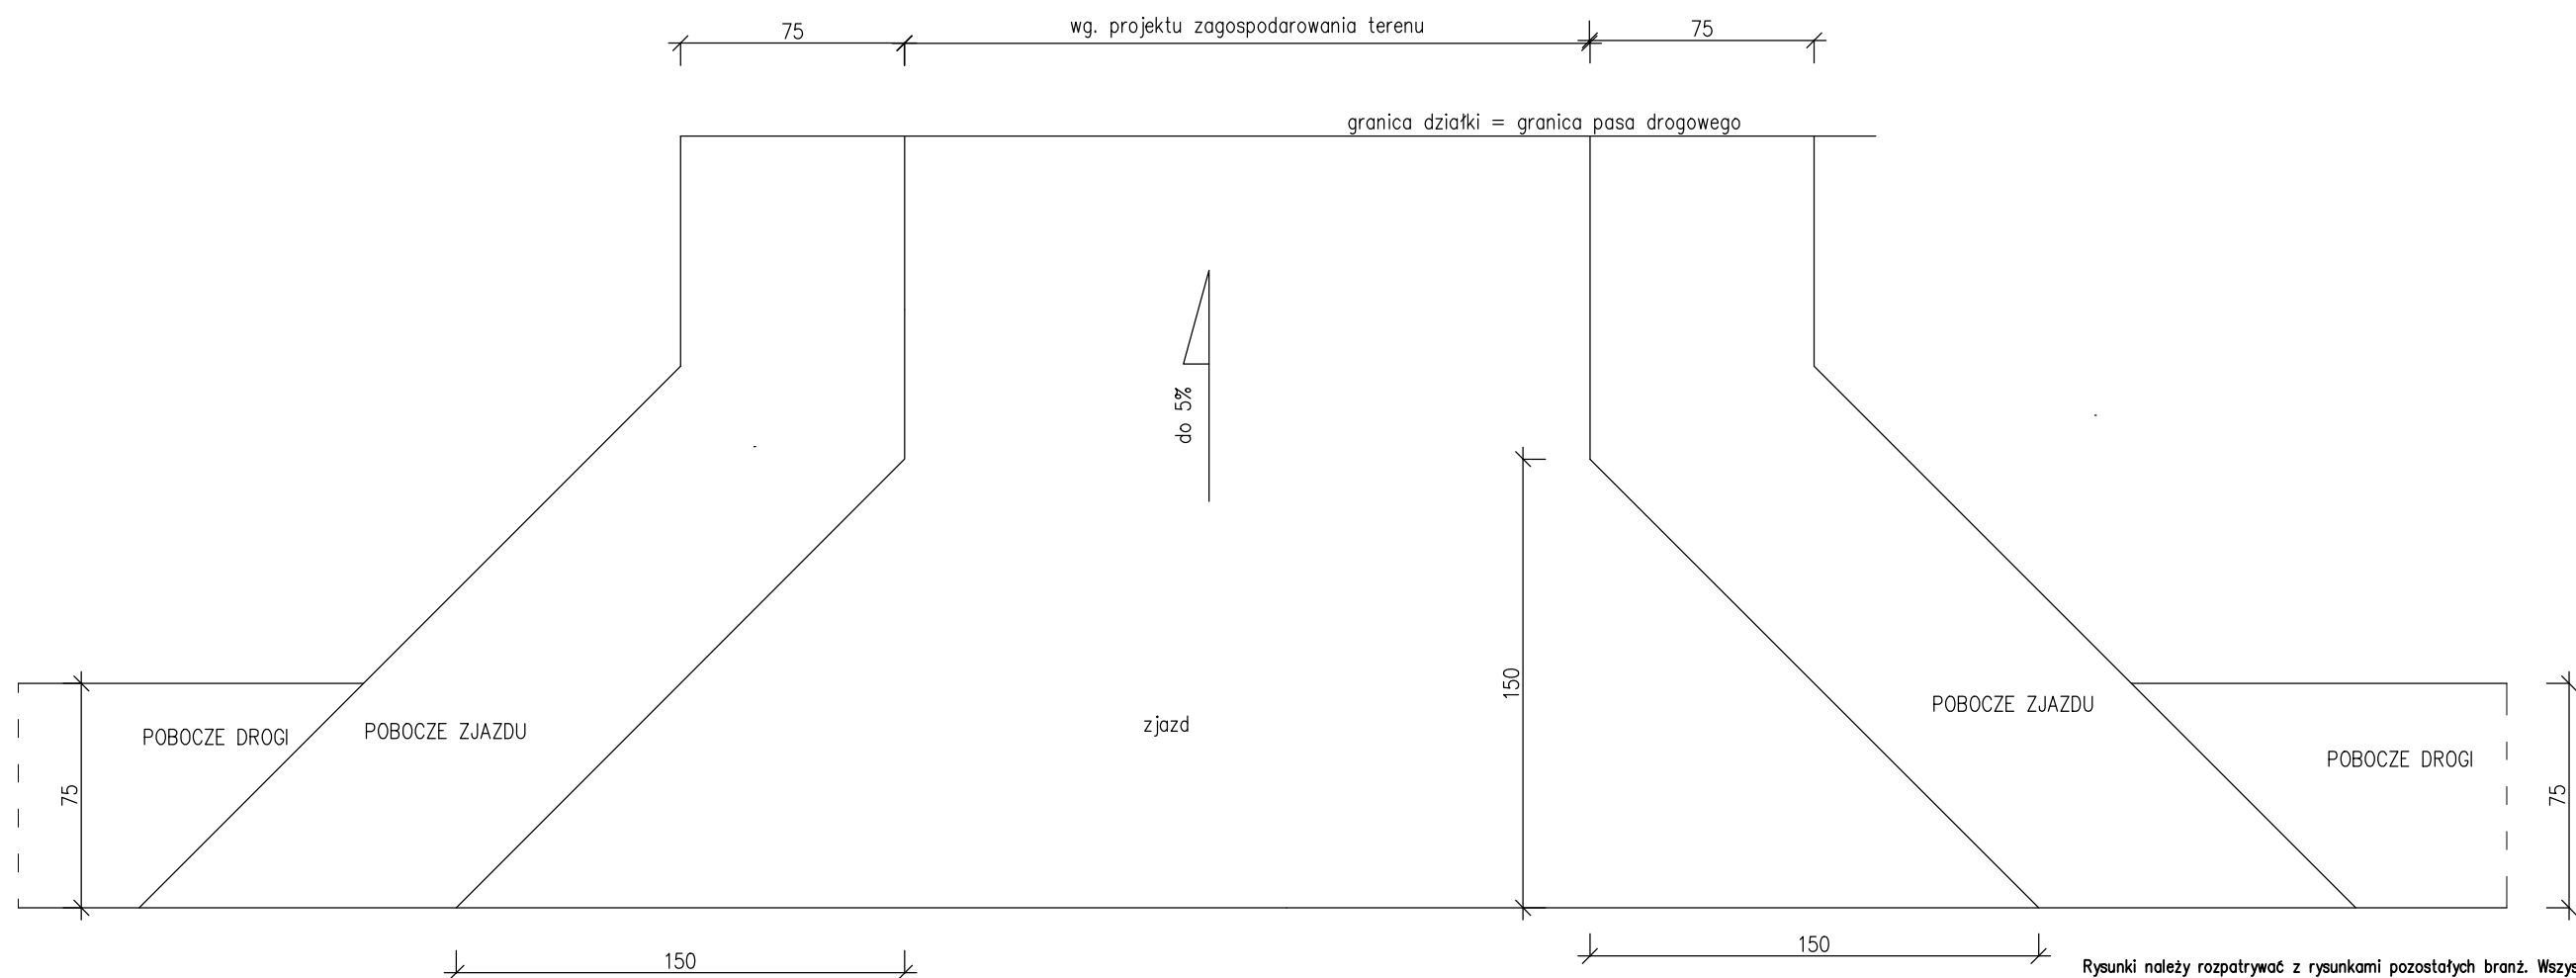 75
wg. projektu zagospodarowania terenu
75
granica działki = granica pasa drogowego
do 5%
150
POBOCZE ZJAZDU
zjazd
POBOCZE DROGI
POBOCZE ZJAZDU
POBOCZE DROGI
75
75
150
150
Rysunki należy rozpatrywać z rysunkami pozostałych branż.